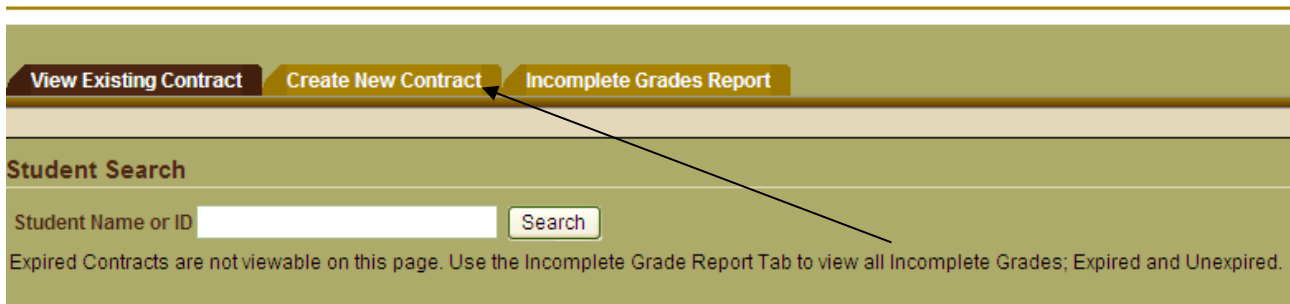 View Existing Contract Create New Contract Incomplete Grades Report
Student Search
Student Name or ID Search
Expired Contracts are not viewable on this page. Use the Incomplete Grade Report Tab to view all Incomplete Grades; Expired and Unexpired.